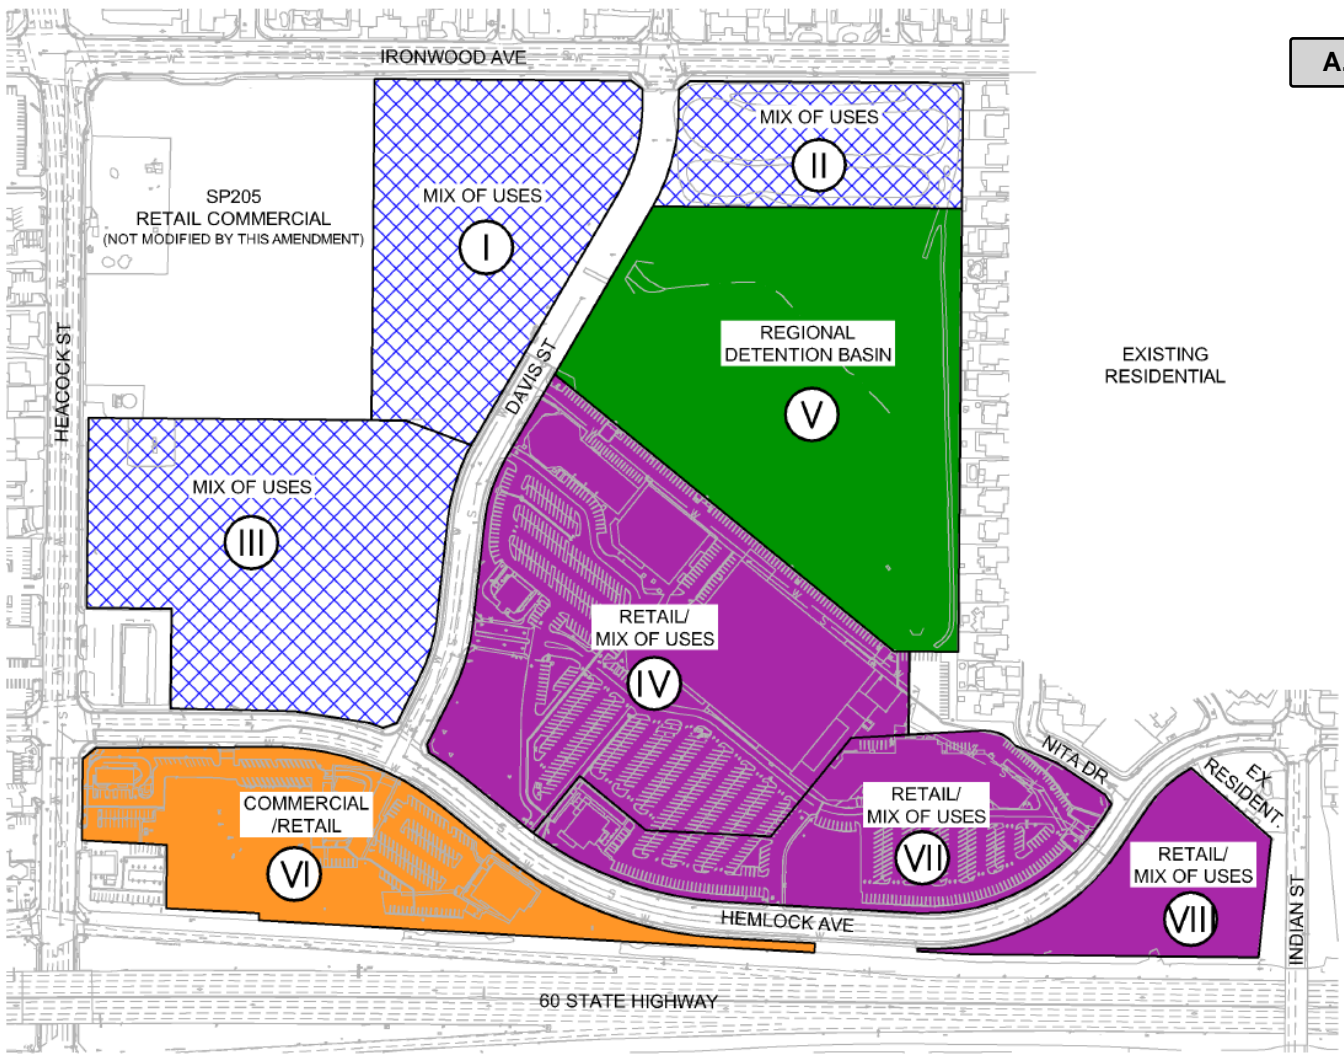 IRONWOOD AVE
A
MIX OF USES
II
SP205
RETAIL COMMERCIAL
(NOT MODIFIED BY THIS AMENDMENT)
MIX OF USES
I
HEACOCK ST
DAVIS ST
REGIONAL
DETENTION BASIN
V
EXISTING
RESIDENTIAL
MIX OF USES
III
RETAIL/
MIX OF USES
IV
NITA DR
EX
RESIDENT.
COMMERCIAL
/RETAIL
VI
RETAIL/
MIX OF USES
VII
RETAIL/
MIX OF USES
VIII
HEMLOCK AVE
INDIAN ST
60 STATE HIGHWAY